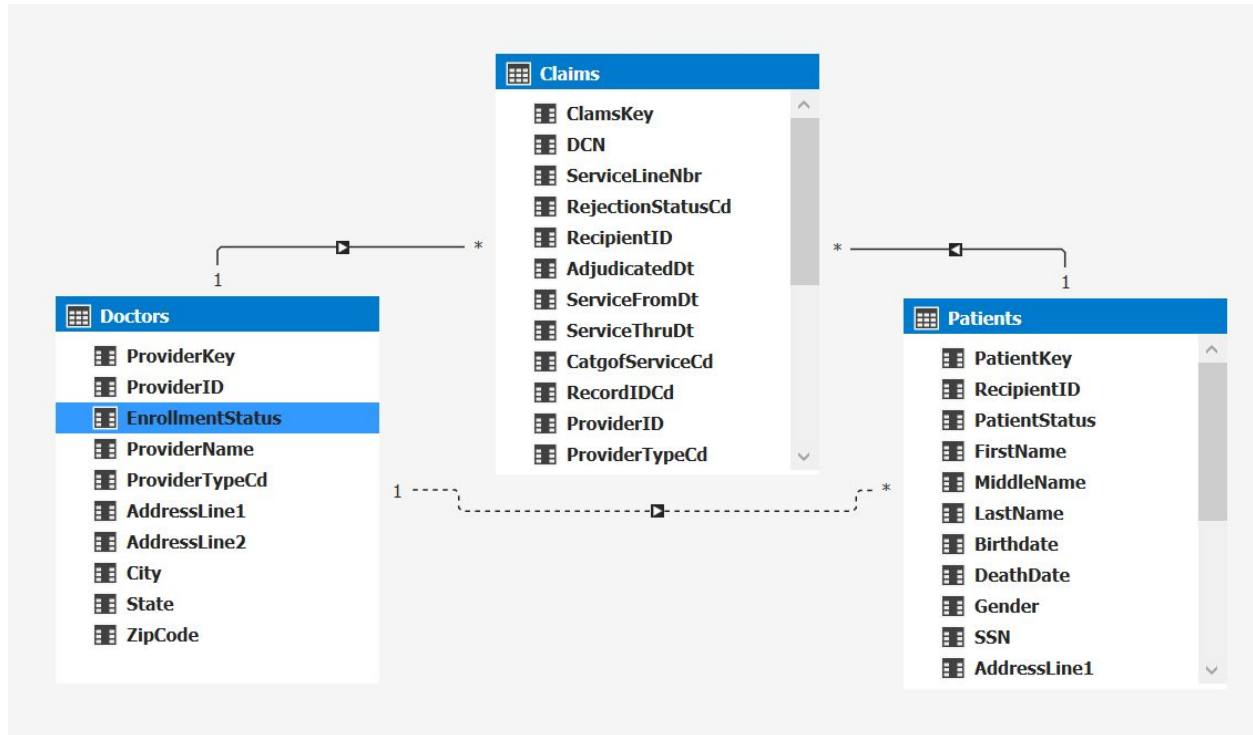 Claims
ClamsKey
DCN
ServiceLineNbr
RejectionStatusCd
RecipientID
AdjudicatedDt
ServiceFromDt
ServiceThruDt
CatgofServiceCd
RecordIDCd
ProviderID
ProviderTypeCd
*
*
1
1
Doctors
ProviderKey
ProviderID
EnrollmentStatus
ProviderName
ProviderTypeCd
AddressLine1
AddressLine2
City
State
ZipCode
1
*
Patients
PatientKey
RecipientID
PatientStatus
FirstName
MiddleName
LastName
Birthdate
DeathDate
Gender
SSN
AddressLine1